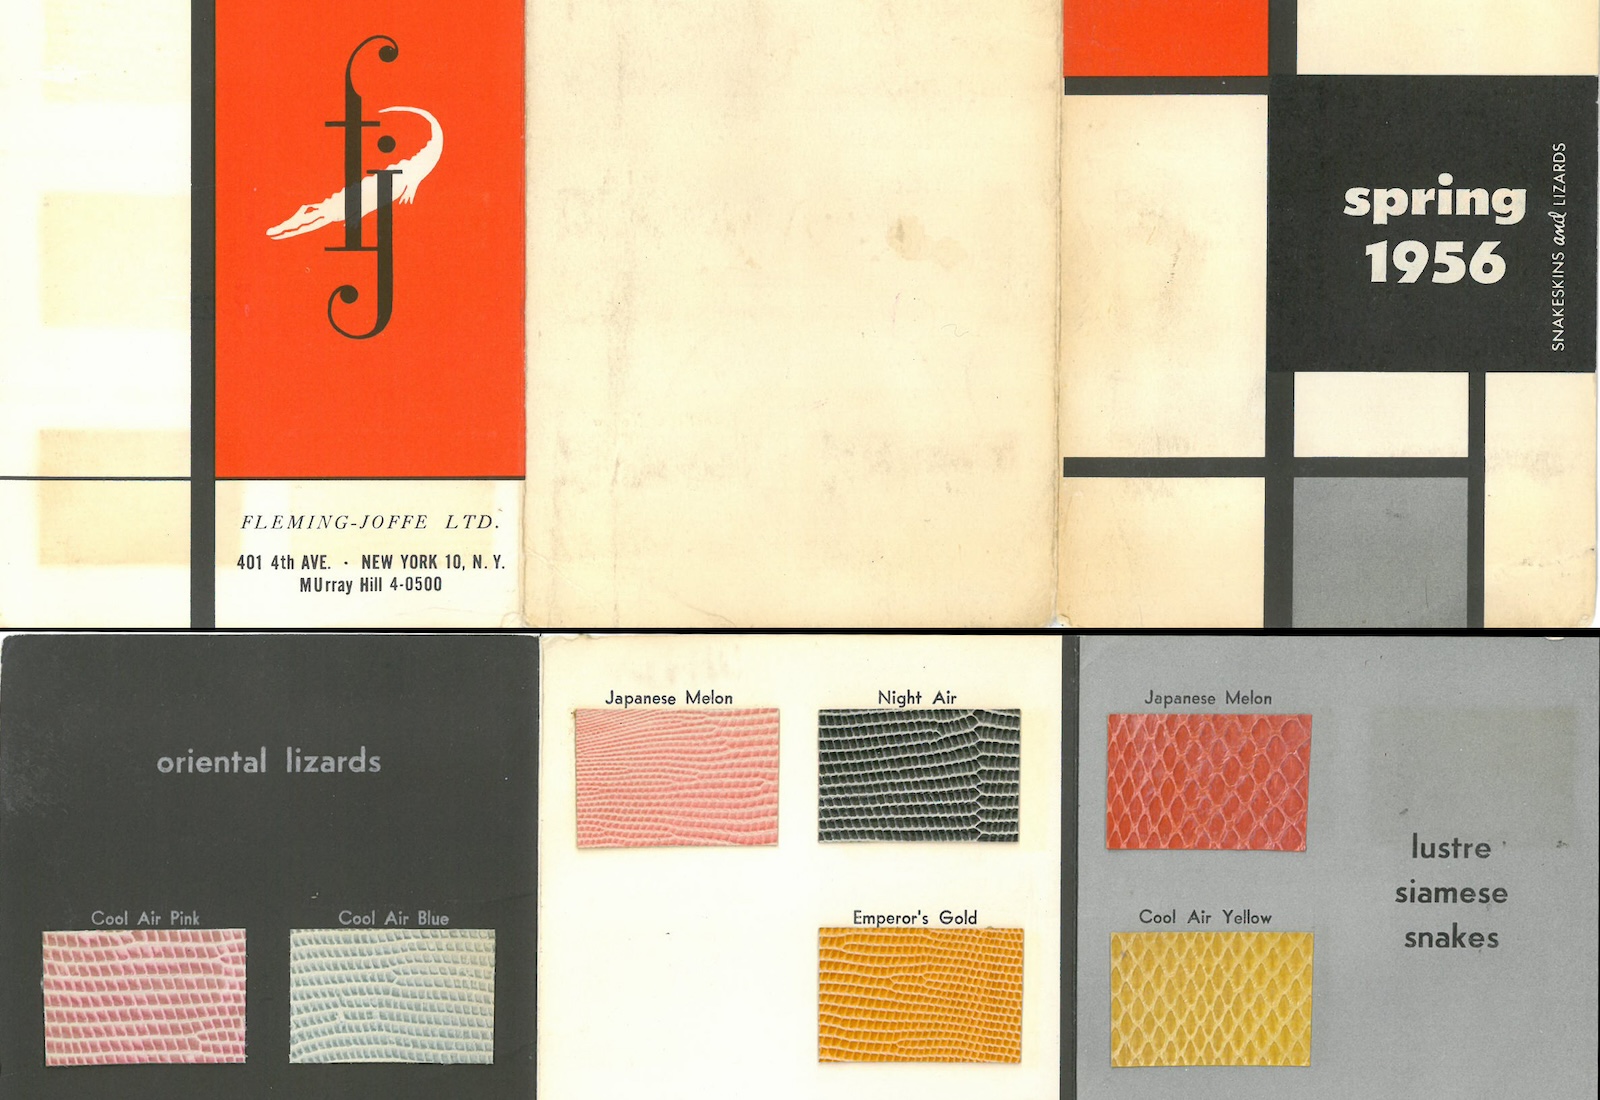 fj
FLEMING-JOFFE LTD.
401 4th AVE. · NEW YORK 10, N. Y.
MUrray Hill 4-0500
spring
1956
SNAKESKINS and LIZARDS
oriental lizards
Cool Air Pink
Cool Air Blue
Japanese Melon
Night Air
Emperor's Gold
Japanese Melon
Cool Air Yellow
lustre
siamese
snakes